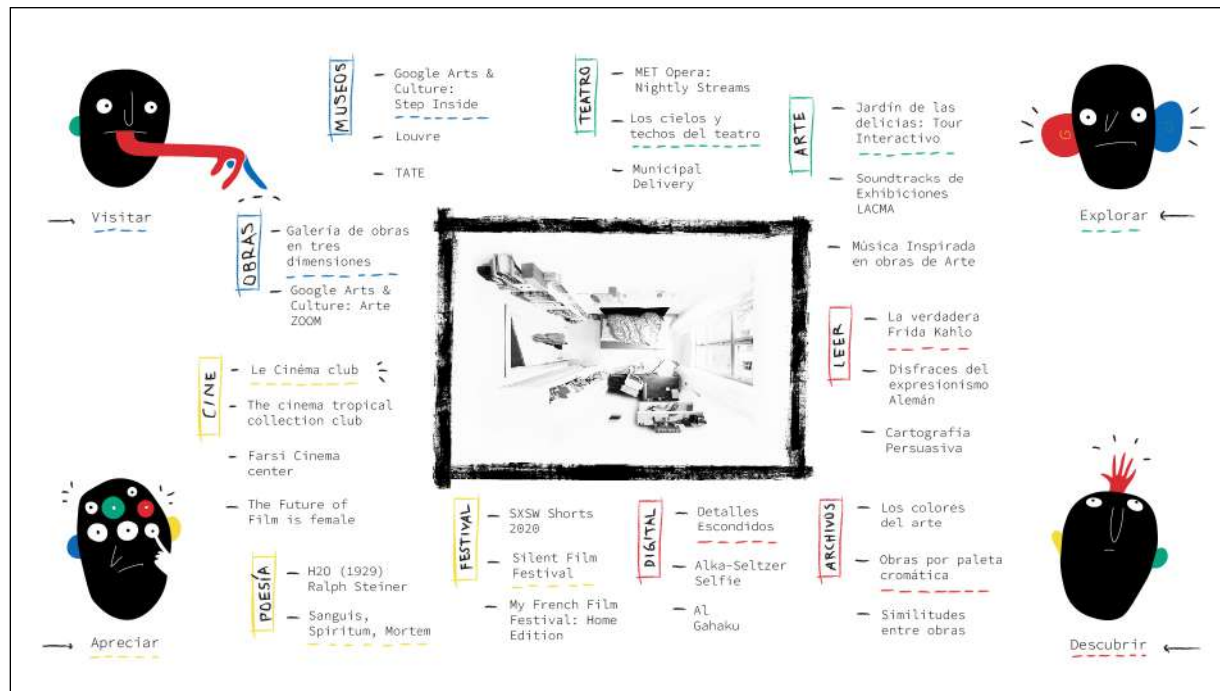 Visitar
MUSEOS
— Google Arts &
Culture:
Step Inside
— Louvre
— TATE
OBRAS
— Galería de obras
en tres
dimensiones
— Google Arts &
Culture: Arte
ZOOM
TEATRO
— MET Opera:
Nightly Streams
— Los cielos y
techos del teatro
— Municipal
Delivery
ARTE
— Jardín de las
delicias: Tour
Interactivo
— Soundtracks de
Exhibiciones
LACMA
— Música Inspirada
en obras de Arte
Explorar
CINE
— Le Cinéma club
— The cinema tropical
collection club
— Farsi Cinema
center
— The Future of
Film is female
POESÍA
— H2O (1929)
Ralph Steiner
— Sanguis,
Spiritum, Mortem
Apreciar
FESTIVAL
— SXSW Shorts
2020
— Silent Film
Festival
— My French Film
Festival: Home
Edition
LEER
— La verdadera
Frida Kahlo
— Disfraces del
expresionismo
Alemán
— Cartografía
Persuasiva
DIGITAL
— Detalles
Escondidos
— Alka-Seltzer
Selfie
— Al
Gahaku
ARCHIVOS
— Los colores
del arte
— Obras por paleta
cromática
— Similitudes
entre obras
Descubrir